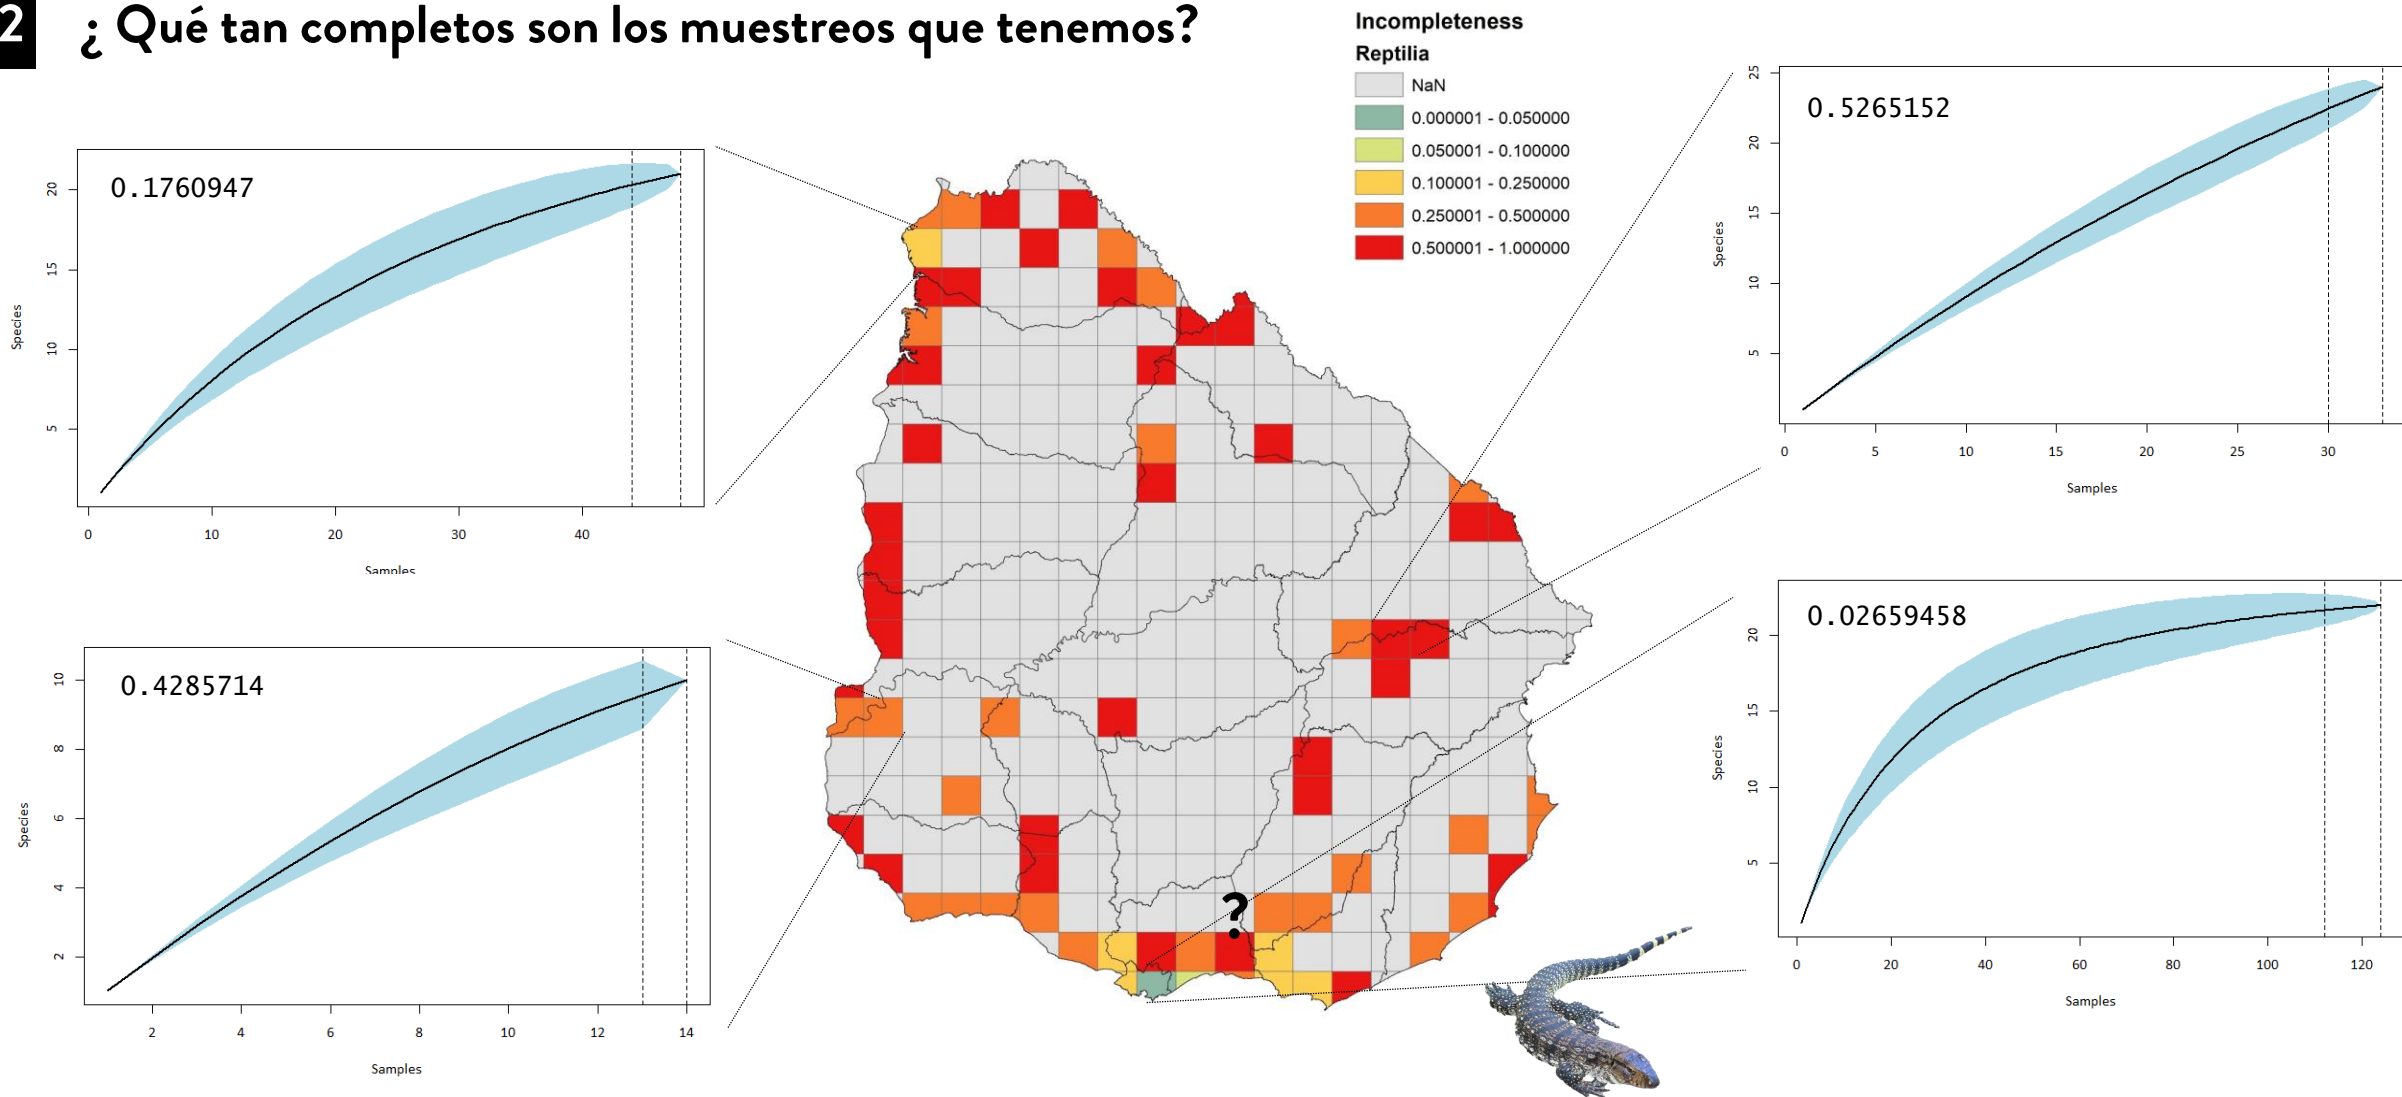 2 ¿ Qué tan completos son los muestreos que tenemos?
Incompleteness
Reptilia
NaN
0.000001 - 0.050000
0.050001 - 0.100000
0.100001 - 0.250000
0.250001 - 0.500000
0.500001 - 1.000000
0.1760947
Species
20
15
10
5
0 10 20 30 40
Samples
0.5265152
Species
25
20
15
10
5
0 5 10 15 20 25 30
Samples
0.4285714
Species
10
8
6
4
2
2 4 6 8 10 12 14
Samples
0.02659458
Species
20
15
10
5
0 20 40 60 80 100 120
Samples
?